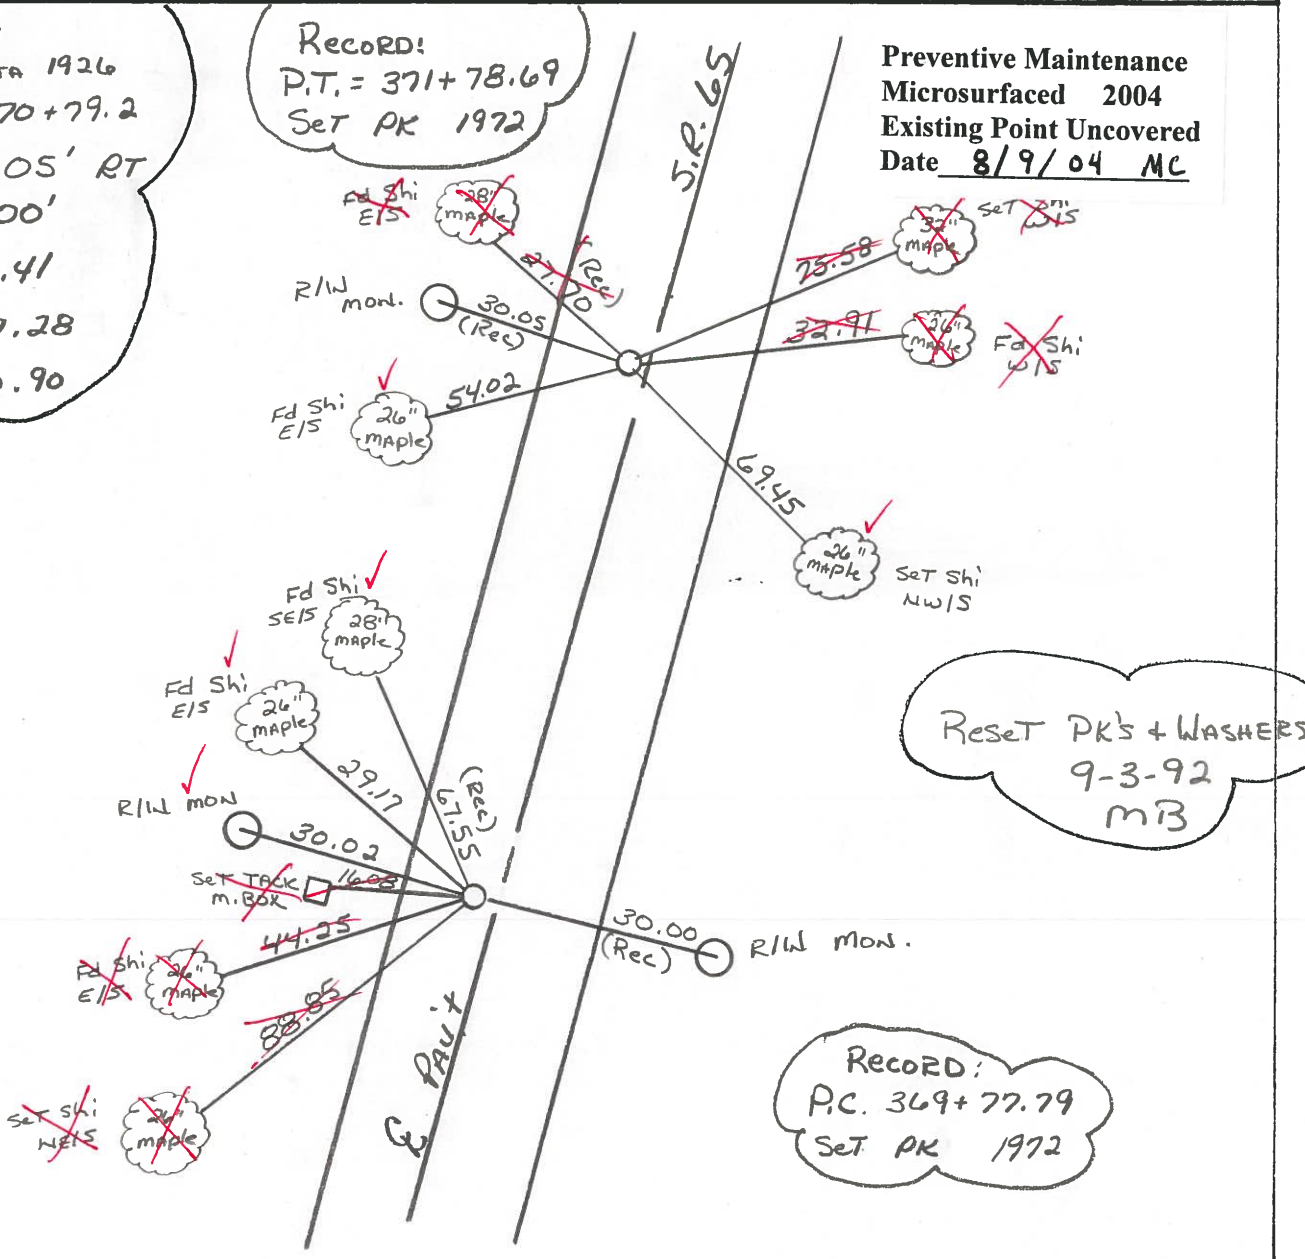 TA 1926
70+79.2
05' RT
00'
.41
.28
.90
RECORD:
P.T. = 371+78.69
SET PK 1972
S.R. 65
Preventive Maintenance
Microsurfaced 2004
Existing Point Uncovered
Date 8/9/04 MC
Fd Shi
E/S
28"
MAPle
27.70
(Rec)
R/W
MON.
30.05
(Rec)
Fd Shi
E/S
26"
MAPle
54.02
75.58
32"
MAPle
SET
W/S
32.91
26"
MAPle
Fd Shi
W/S
69.45
26"
MAPle
SET Shi
NW/S
Fd Shi
SE/S
28"
MAPle
Fd Shi
E/S
26"
MAPle
29.17
(Rec)
67.55
R/W MON
30.02
SET TACK
M.BOX
16.08
44.25
Fd Shi
E/S
26"
MAPle
88.85
SET Shi
NE/S
26"
MAPle
30.00
(Rec)
R/W MON.
ReseT PK's + WASHERS
9-3-92
MB
℄ PAV't
RECORD:
P.C. 369+77.79
SET PK 1972